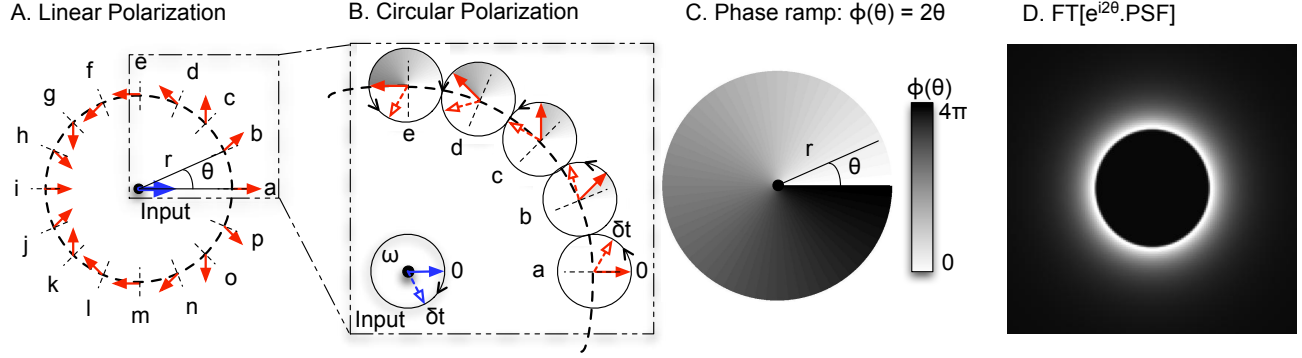 A. Linear Polarization
B. Circular Polarization
C. Phase ramp: ϕ(θ) = 2θ
D. FT[e^{i2θ}.PSF]
e
f
d
g
c
h
b
r
θ
i
a
Input
j
p
k
o
l
n
m
e
d
c
b
δt
a
0
ω
0
δt
Input
r
θ
ϕ(θ)
4π
0